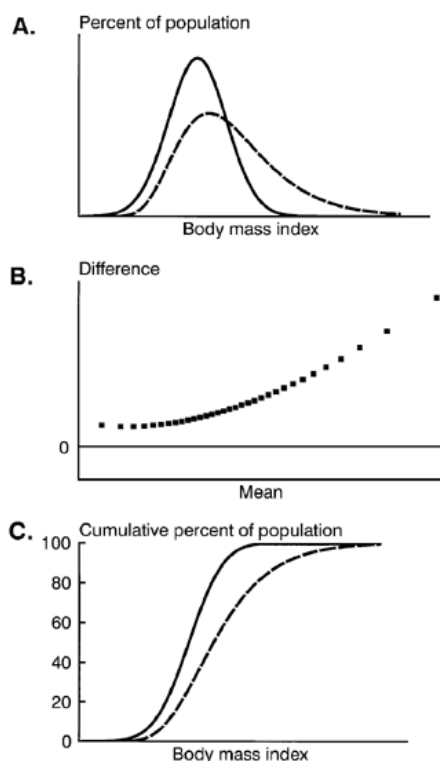 A.
Percent of population
Body mass index
B.
Difference
0
Mean
C.
Cumulative percent of population
100
80
60
40
20
0
Body mass index